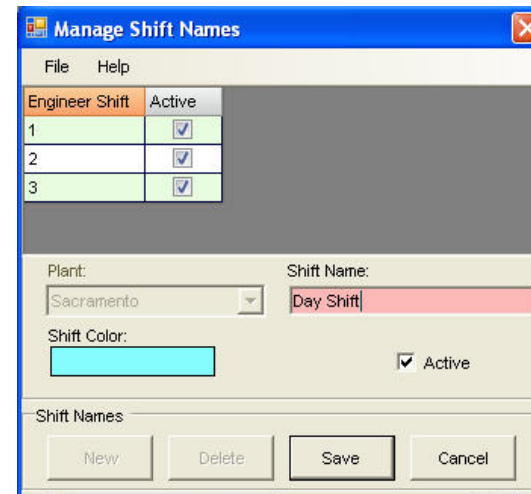 Manage Shift Names
File Help
Engineer Shift Active
1
2
3
Plant: Shift Name:
Sacramento Day Shift
Shift Color:
Active
Shift Names
New Delete Save Cancel